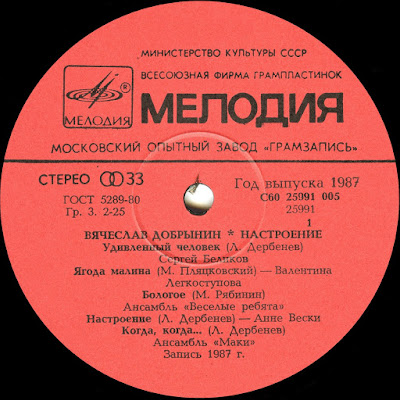 МИНИСТЕРСТВО КУЛЬТУРЫ СССР
ВСЕСОЮЗНАЯ ФИРМА ГРАМПЛАСТИНОК
® МЕЛОДИЯ
МЕЛОДИЯ
МОСКОВСКИЙ ОПЫТНЫЙ ЗАВОД «ГРАМЗАПИСЬ»
СТЕРЕО 33
ГОСТ 5289-80
Гр. 3. 2-25
Год выпуска 1987
С60 25991 005
25991
1
ВЯЧЕСЛАВ ДОБРЫНИН * НАСТРОЕНИЕ
Удивленный человек (Л. Дербенев)
Сергей Беликов
Ягода малина (М. Пляцковский) — Валентина
Легкоступова
Бологое (М. Рябинин)
Ансамбль «Веселые ребята»
Настроение (Л. Дербенев) — Анне Вески
Когда, когда... (Л. Дербенев)
Ансамбль «Маки»
Запись 1987 г.